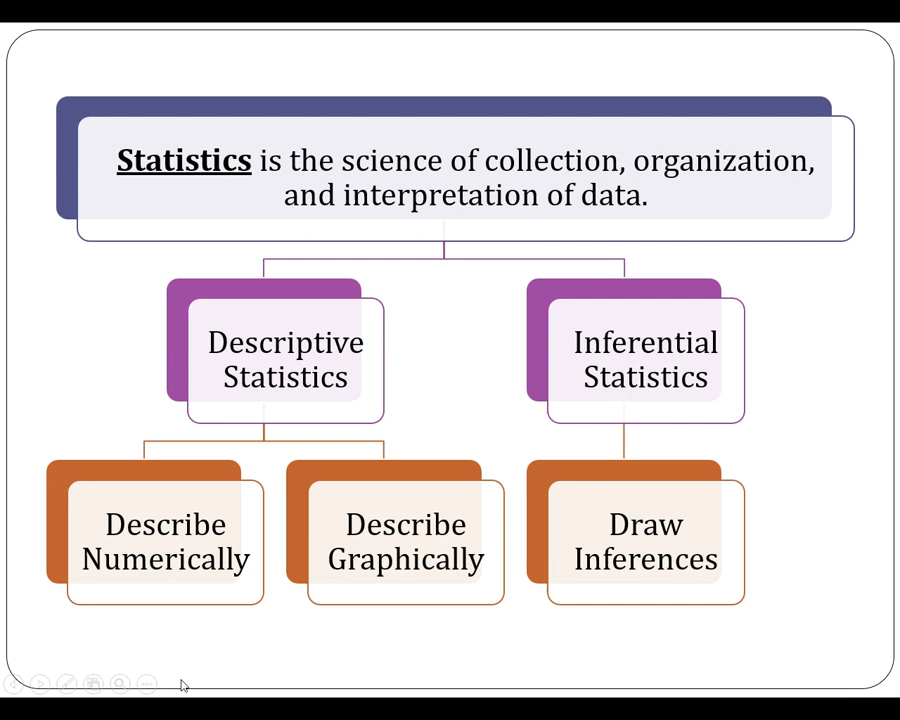 Statistics is the science of collection, organization,
and interpretation of data.
Descriptive
Statistics
Inferential
Statistics
Describe
Numerically
Describe
Graphically
Draw
Inferences